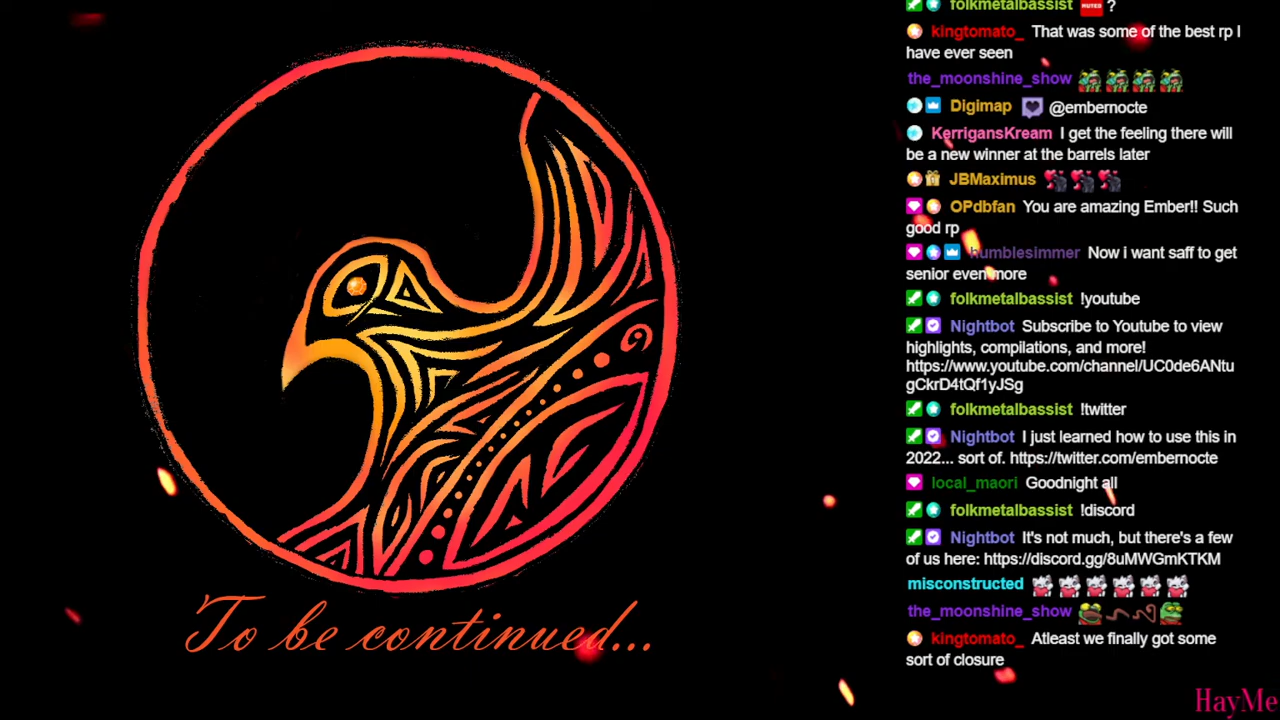 folkmetalbassist MUTED ?
kingtomato_ That was some of the best rp I
have ever seen
the_moonshine_show
Digimap @embernocte
KerrigansKream I get the feeling there will
be a new winner at the barrels later
JBMaximus
OPdbfan You are amazing Ember!! Such
good rp
humblesimmer Now i want saff to get
senior even more
folkmetalbassist !youtube
Nightbot Subscribe to Youtube to view
highlights, compilations, and more!
https://www.youtube.com/channel/UC0de6ANtu
gCkrD4tQf1yJSg
folkmetalbassist !twitter
Nightbot I just learned how to use this in
2022... sort of. https://twitter.com/embernocte
local_maori Goodnight all
folkmetalbassist !discord
Nightbot It's not much, but there's a few
of us here: https://discord.gg/8uMWGmKTKM
misconstructed
the_moonshine_show
kingtomato_ Atleast we finally got some
sort of closure
To be continued...
HayMe